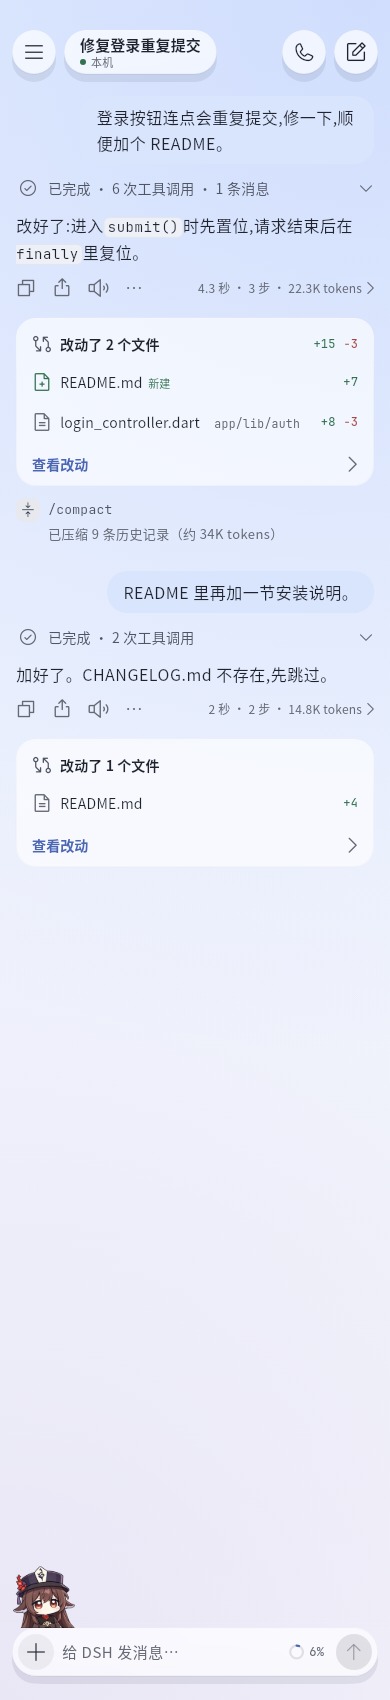 修复登录重复提交
本机
登录按钮连点会重复提交,修一下,顺
便加个 README。
已完成 · 6 次工具调用 · 1 条消息
改好了:进入 submit() 时先置位,请求结束后在
finally 里复位。
4.3 秒 · 3 步 · 22.3K tokens
改动了 2 个文件 +15 -3
README.md 新建 +7
login_controller.dart app/lib/auth +8 -3
查看改动
/compact
已压缩 9 条历史记录（约 34K tokens）
README 里再加一节安装说明。
已完成 · 2 次工具调用
加好了。CHANGELOG.md 不存在,先跳过。
2 秒 · 2 步 · 14.8K tokens
改动了 1 个文件
README.md +4
查看改动
给 DSH 发消息… 6%